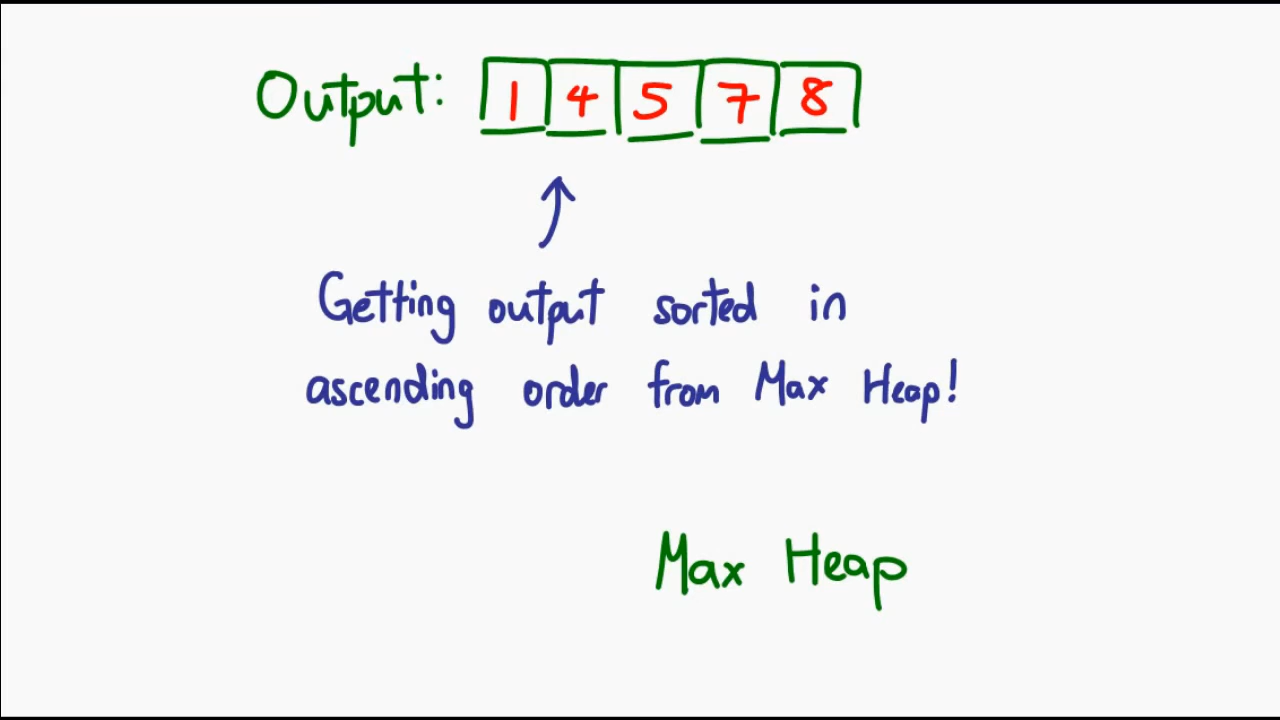 Output: 1 4 5 7 8
Getting output sorted in
ascending order from Max Heap!
Max Heap